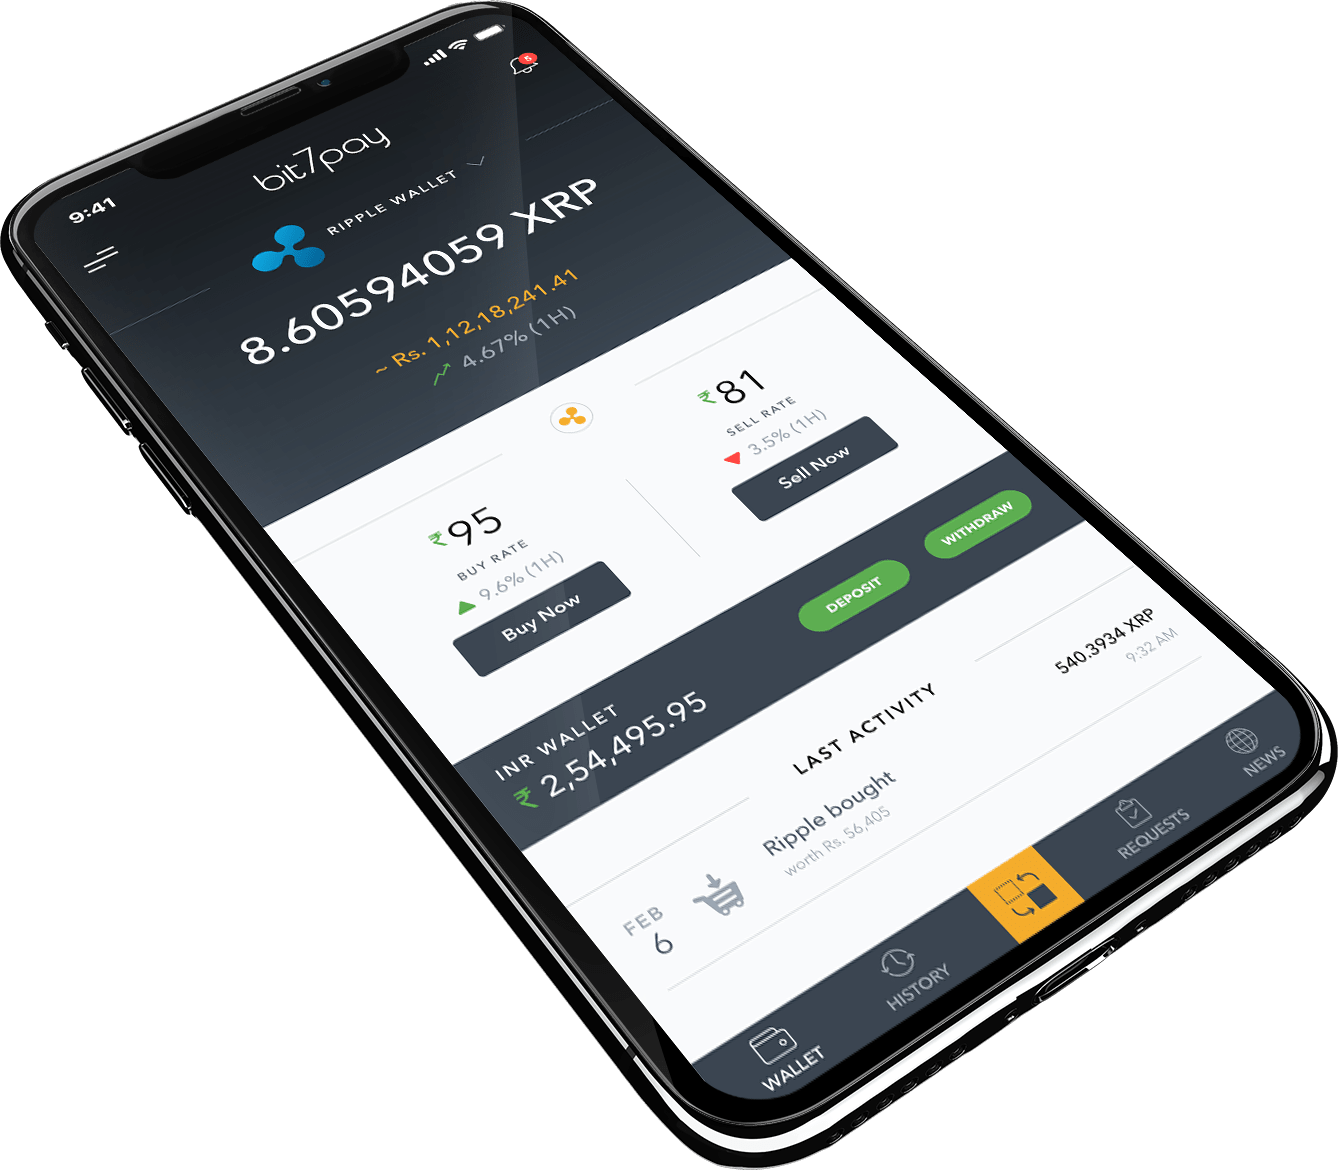 9:41
5
bit7pay
RIPPLE WALLET
8.60594059 XRP
~ Rs. 1,12,18,241.41
4.67% (1H)
₹95
BUY RATE
9.6% (1H)
Buy Now
₹81
SELL RATE
3.5% (1H)
Sell Now
INR WALLET
₹ 2,54,495.95
DEPOSIT
WITHDRAW
LAST ACTIVITY
FEB
6
Ripple bought
worth Rs. 56,405
540.3934 XRP
9:32 AM
WALLET
HISTORY
REQUESTS
NEWS